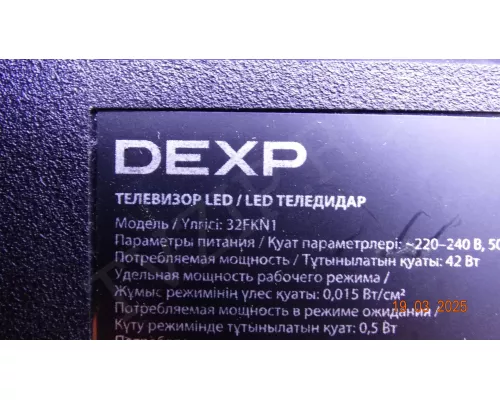 DEXP
ТЕЛЕВИЗОР LED / LED ТЕЛЕДИДАР
Модель / Үлгісі: 32FKN1
Параметры питания / Қуат параметрлері: ~220–240 В, 50
Потребляемая мощность / Тұтынылатын қуаты: 42 Вт
Удельная мощность рабочего режима /
Жұмыс режимінің үлес қуаты: 0,015 Вт/см²
Потребляемая мощность в режиме ожидания /
Күту режимінде тұтынылатын қуат: 0,5 Вт
19.03.2025